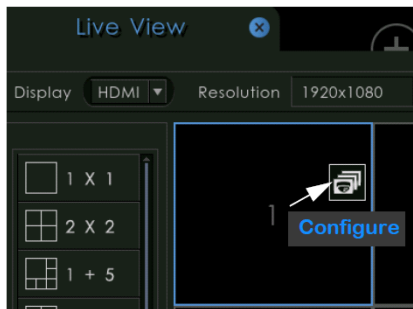 Live View
Display HDMI Resolution 1920x1080
1 X 1
2 X 2
1 + 5
1
Configure